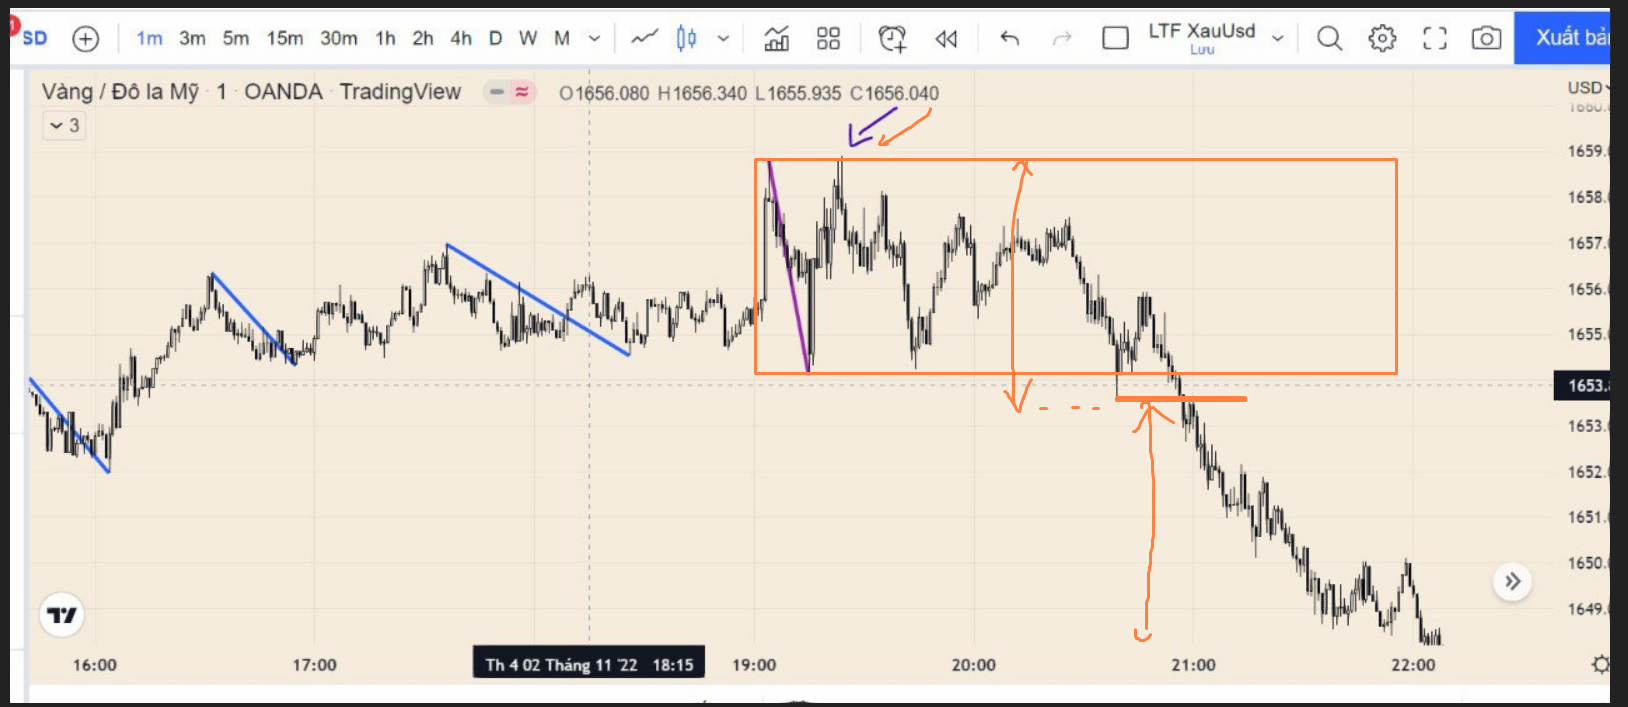 SD 1m 3m 5m 15m 30m 1h 2h 4h D W M LTF XauUsd Xuất bả
Lưu
Vàng / Đô la Mỹ · 1 · OANDA · TradingView O1656.080 H1656.340 L1655.935 C1656.040
USD
3
1659.
1658.
1657.
1656.
1655.
1653.
1653.
1652.
1651.
1650.
1649.
16:00 17:00 Th 4 02 Tháng 11 '22 18:15 19:00 20:00 21:00 22:00